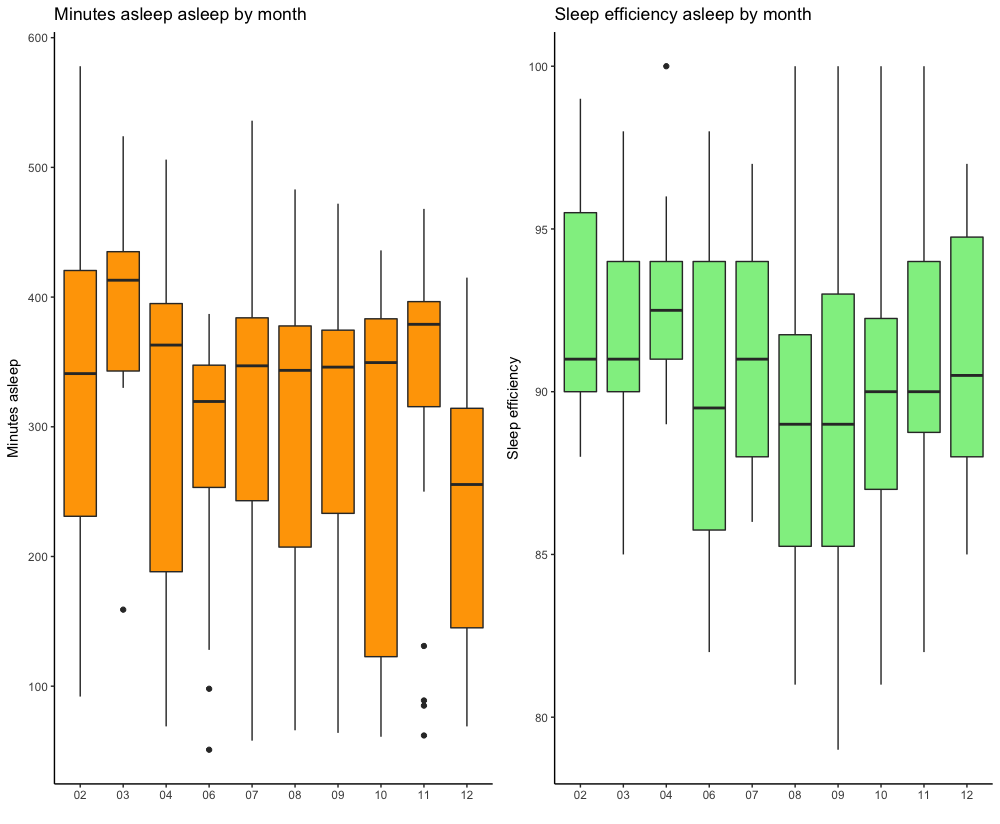 Minutes asleep asleep by month
Minutes asleep
600
500
400
300
200
100
02 03 04 06 07 08 09 10 11 12
Sleep efficiency asleep by month
Sleep efficiency
100
95
90
85
80
02 03 04 06 07 08 09 10 11 12